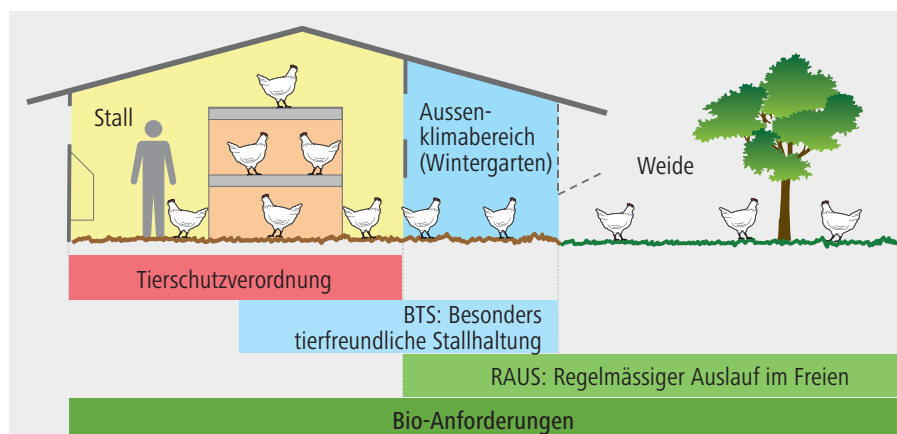 Stall
Aussen-
klimabereich
(Wintergarten)
Weide
Tierschutzverordnung
BTS: Besonders
tierfreundliche Stallhaltung
RAUS: Regelmässiger Auslauf im Freien
Bio-Anforderungen